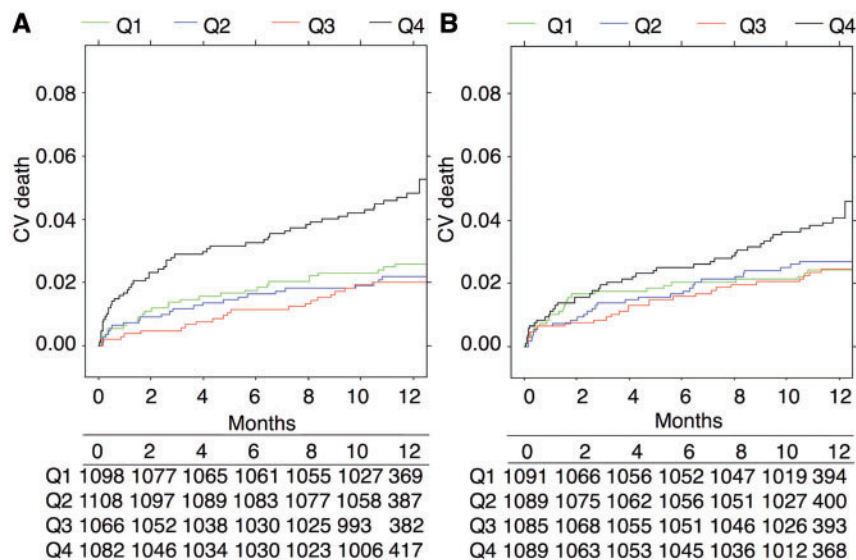 A Q1 Q2 Q3 Q4
CV death
0.08
0.06
0.04
0.02
0.00
0 2 4 6 8 10 12
Months
0 2 4 6 8 10 12
Q1 1098 1077 1065 1061 1055 1027 369
Q2 1108 1097 1089 1083 1077 1058 387
Q3 1066 1052 1038 1030 1025 993 382
Q4 1082 1046 1034 1030 1023 1006 417
B Q1 Q2 Q3 Q4
CV death
0.08
0.06
0.04
0.02
0.00
0 2 4 6 8 10 12
Months
0 2 4 6 8 10 12
Q1 1091 1066 1056 1052 1047 1019 394
Q2 1089 1075 1062 1056 1051 1027 400
Q3 1085 1068 1055 1051 1046 1026 393
Q4 1089 1063 1053 1045 1036 1012 368